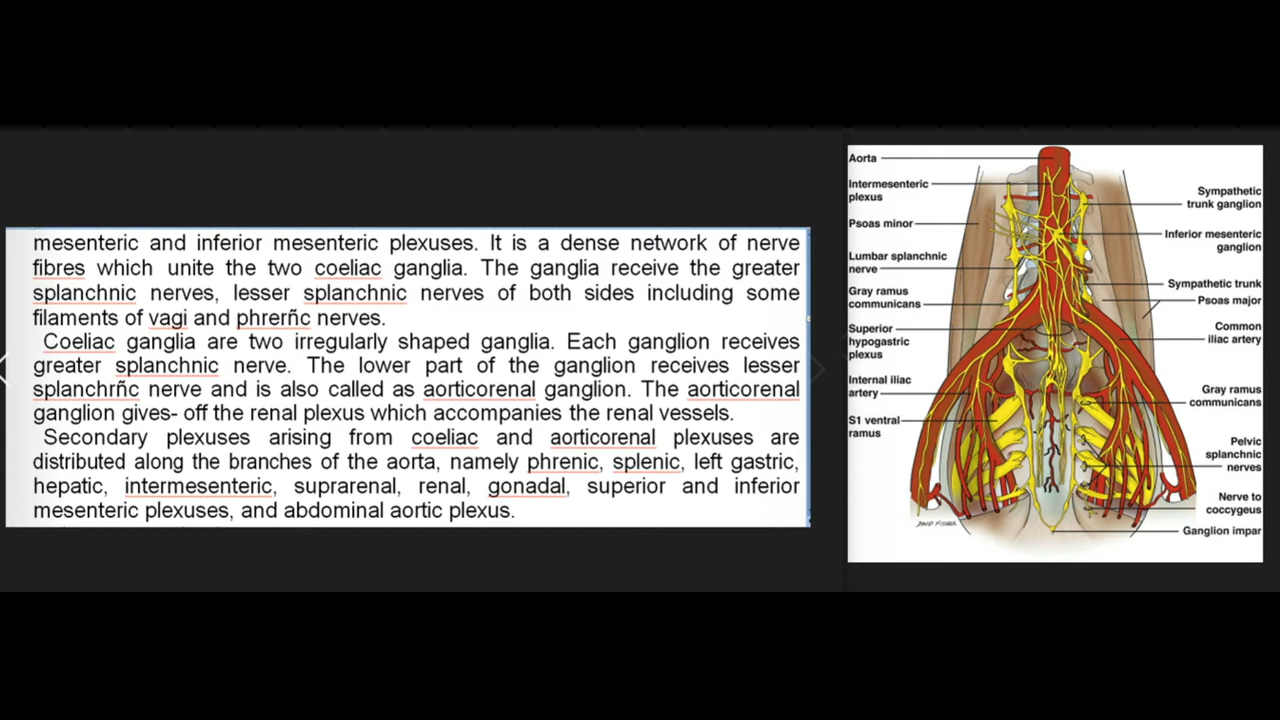 mesenteric and inferior mesenteric plexuses. It is a dense network of nerve
fibres which unite the two coeliac ganglia. The ganglia receive the greater
splanchnic nerves, lesser splanchnic nerves of both sides including some
filaments of vagi and phrerñc nerves.
Coeliac ganglia are two irregularly shaped ganglia. Each ganglion receives
greater splanchnic nerve. The lower part of the ganglion receives lesser
splanchrñc nerve and is also called as aorticorenal ganglion. The aorticorenal
ganglion gives- off the renal plexus which accompanies the renal vessels.
Secondary plexuses arising from coeliac and aorticorenal plexuses are
distributed along the branches of the aorta, namely phrenic, splenic, left gastric,
hepatic, intermesenteric, suprarenal, renal, gonadal, superior and inferior
mesenteric plexuses, and abdominal aortic plexus.
Aorta
Intermesenteric
plexus
Psoas minor
Lumbar splanchnic
nerve
Gray ramus
communicans
Superior
hypogastric
plexus
Internal iliac
artery
S1 ventral
ramus
Sympathetic
trunk ganglion
Inferior mesenteric
ganglion
Sympathetic trunk
Psoas major
Common
iliac artery
Gray ramus
communicans
Pelvic
splanchnic
nerves
Nerve to
coccygeus
Ganglion impar
DAVID FISHER